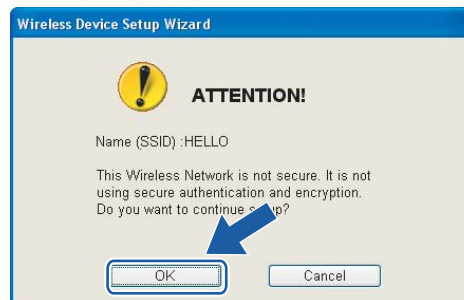 Wireless Device Setup Wizard
ATTENTION!
Name (SSID) :HELLO
This Wireless Network is not secure. It is not
using secure authentication and encryption.
Do you want to continue setup?
OK
Cancel